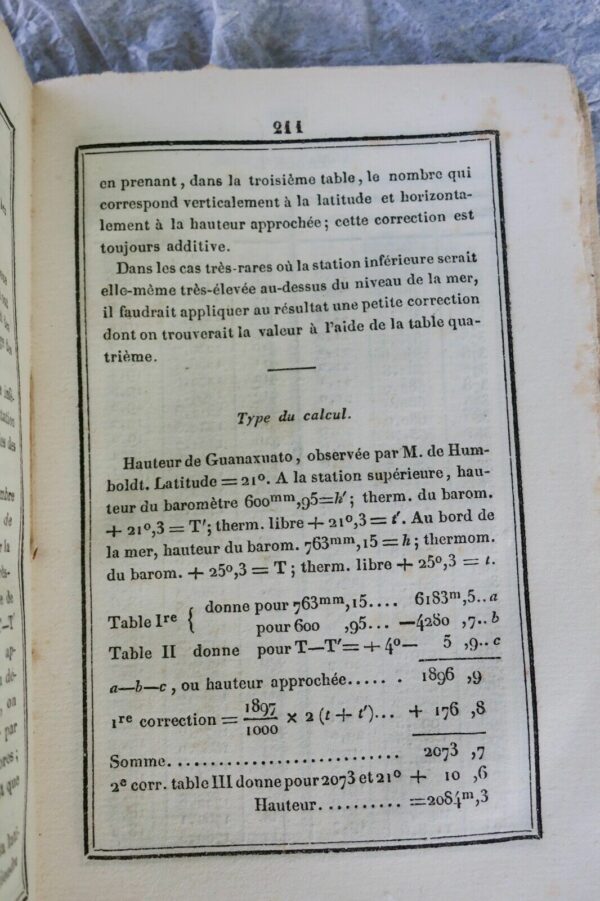 211
en prenant, dans la troisième table, le nombre qui
correspond verticalement à la latitude et horizonta-
lement à la hauteur approchée; cette correction est
toujours additive.
Dans les cas très-rares où la station inférieure serait
elle-même très-élevée au-dessus du niveau de la mer,
il faudrait appliquer au résultat une petite correction
dont on trouverait la valeur à l'aide de la table qua-
trième.
Type du calcul.
Hauteur de Guanaxuato, observée par M. de Hum-
boldt. Latitude = 21°. A la station supérieure, hau-
teur du baromètre 600mm,95=h'; therm. du barom.
+ 21°,3 = T'; therm. libre + 21°,3 = t'. Au bord de
la mer, hauteur du barom. 763mm,15 = h; thermom.
du barom. + 25°,3 = T; therm. libre + 25°,3 = t.
Table Ire { donne pour 763mm,15.... 6183m,5..a
pour 600 ,95... —4280 ,7..b
Table II donne pour T—T'= + 4°— 5 ,9..c
a—b—c, ou hauteur approchée...... 1896 ,9
1re correction = 1897/1000 × 2 (t + t')... + 176 ,8
Somme.................... 2073 ,7
2e corr. table III donne pour 2073 et 21° + 10 ,6
Hauteur.......... =2084m,3